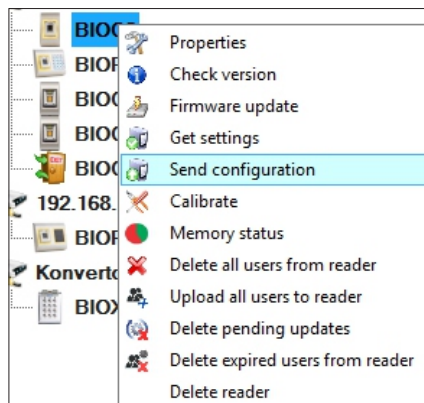 BIOC
Properties
BIOP
Check version
BIOC
Firmware update
BIOC
Get settings
BIOC
Send configuration
192.168.
Calibrate
BIOP
Memory status
Konverto
Delete all users from reader
BIOX
Upload all users to reader
Delete pending updates
Delete expired users from reader
Delete reader